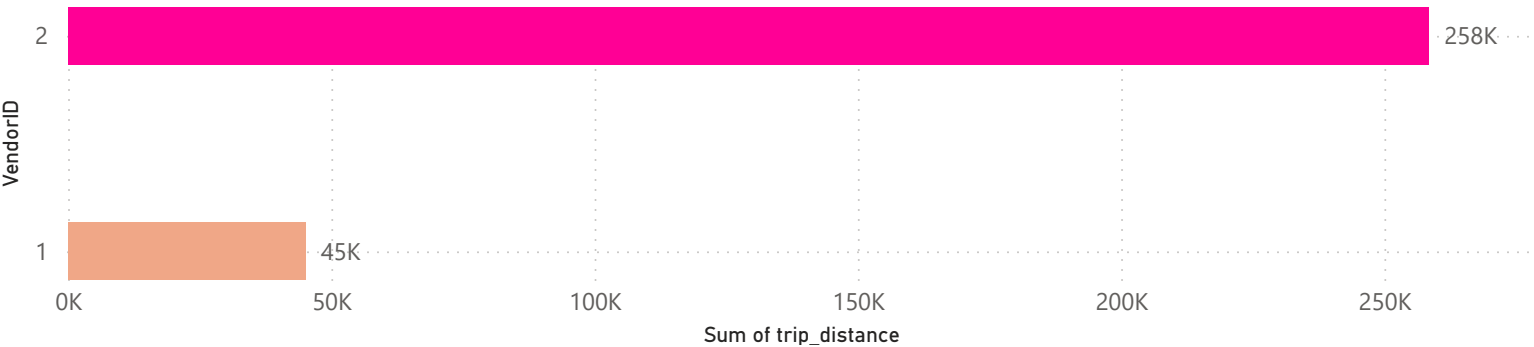 2
258K
VendorID
1
45K
0K
50K
100K
150K
200K
250K
Sum of trip_distance